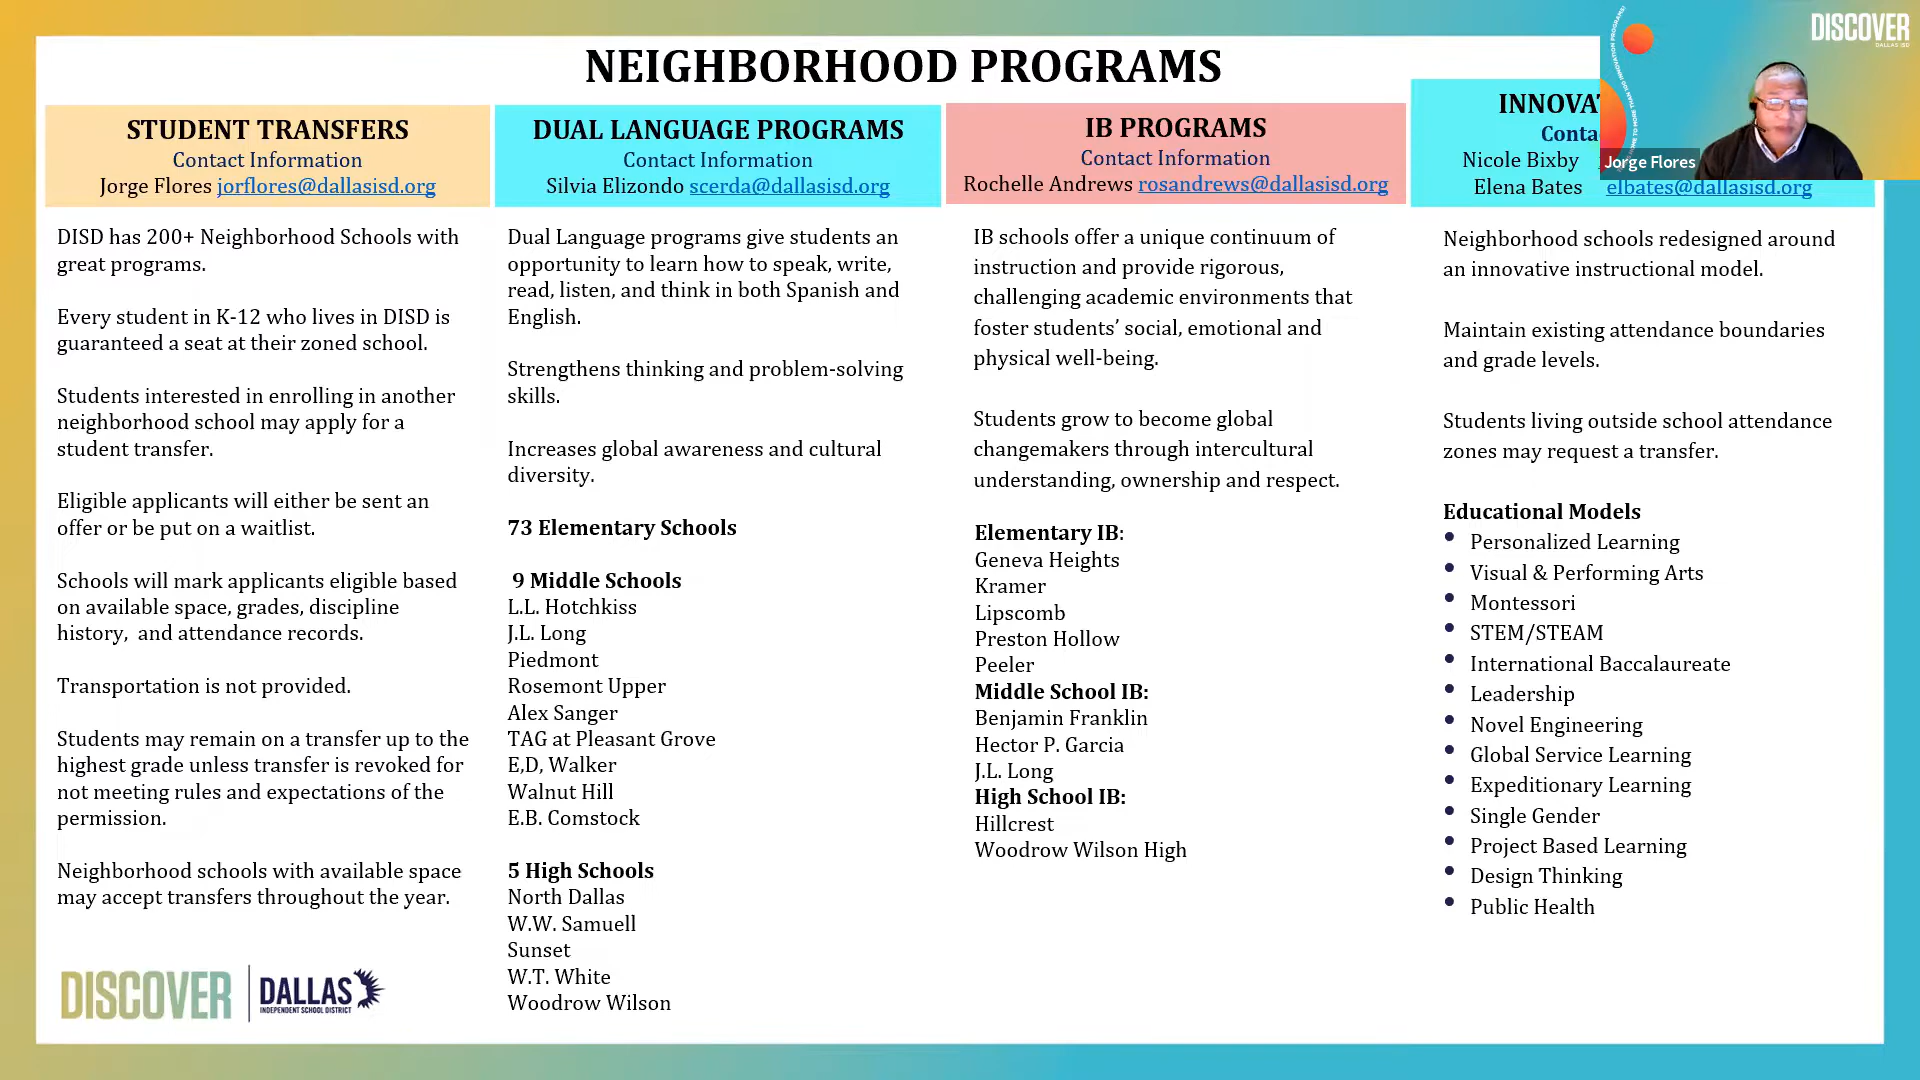 NEIGHBORHOOD PROGRAMS
STUDENT TRANSFERS
Contact Information
Jorge Flores jorflores@dallasisd.org
DISD has 200+ Neighborhood Schools with
great programs.
Every student in K-12 who lives in DISD is
guaranteed a seat at their zoned school.
Students interested in enrolling in another
neighborhood school may apply for a
student transfer.
Eligible applicants will either be sent an
offer or be put on a waitlist.
Schools will mark applicants eligible based
on available space, grades, discipline
history, and attendance records.
Transportation is not provided.
Students may remain on a transfer up to the
highest grade unless transfer is revoked for
not meeting rules and expectations of the
permission.
Neighborhood schools with available space
may accept transfers throughout the year.
DISCOVER
DALLAS
INDEPENDENT SCHOOL DISTRICT
DUAL LANGUAGE PROGRAMS
Contact Information
Silvia Elizondo scerda@dallasisd.org
Dual Language programs give students an
opportunity to learn how to speak, write,
read, listen, and think in both Spanish and
English.
Strengthens thinking and problem-solving
skills.
Increases global awareness and cultural
diversity.
73 Elementary Schools
9 Middle Schools
L.L. Hotchkiss
J.L. Long
Piedmont
Rosemont Upper
Alex Sanger
TAG at Pleasant Grove
E,D, Walker
Walnut Hill
E.B. Comstock
5 High Schools
North Dallas
W.W. Samuell
Sunset
W.T. White
Woodrow Wilson
IB PROGRAMS
Contact Information
Rochelle Andrews rosandrews@dallasisd.org
IB schools offer a unique continuum of
instruction and provide rigorous,
challenging academic environments that
foster students’ social, emotional and
physical well-being.
Students grow to become global
changemakers through intercultural
understanding, ownership and respect.
Elementary IB:
Geneva Heights
Kramer
Lipscomb
Preston Hollow
Peeler
Middle School IB:
Benjamin Franklin
Hector P. Garcia
J.L. Long
High School IB:
Hillcrest
Woodrow Wilson High
INNOVA
Conta
Nicole Bixby
Elena Bates elbates@dallasisd.org
Neighborhood schools redesigned around
an innovative instructional model.
Maintain existing attendance boundaries
and grade levels.
Students living outside school attendance
zones may request a transfer.
Educational Models
• Personalized Learning
• Visual & Performing Arts
• Montessori
• STEM/STEAM
• International Baccalaureate
• Leadership
• Novel Engineering
• Global Service Learning
• Expeditionary Learning
• Single Gender
• Project Based Learning
• Design Thinking
• Public Health
DISCOVER
DALLAS ISD
HOME TO MORE THAN 100 INNOVATION PROGRAMS!
Jorge Flores